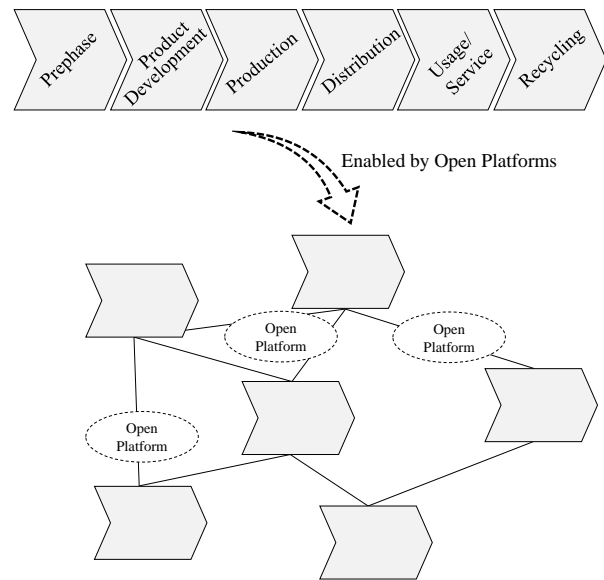 Prephase
Product
Development
Production
Distribution
Usage/
Service
Recycling
Enabled by Open Platforms
Open
Platform
Open
Platform
Open
Platform